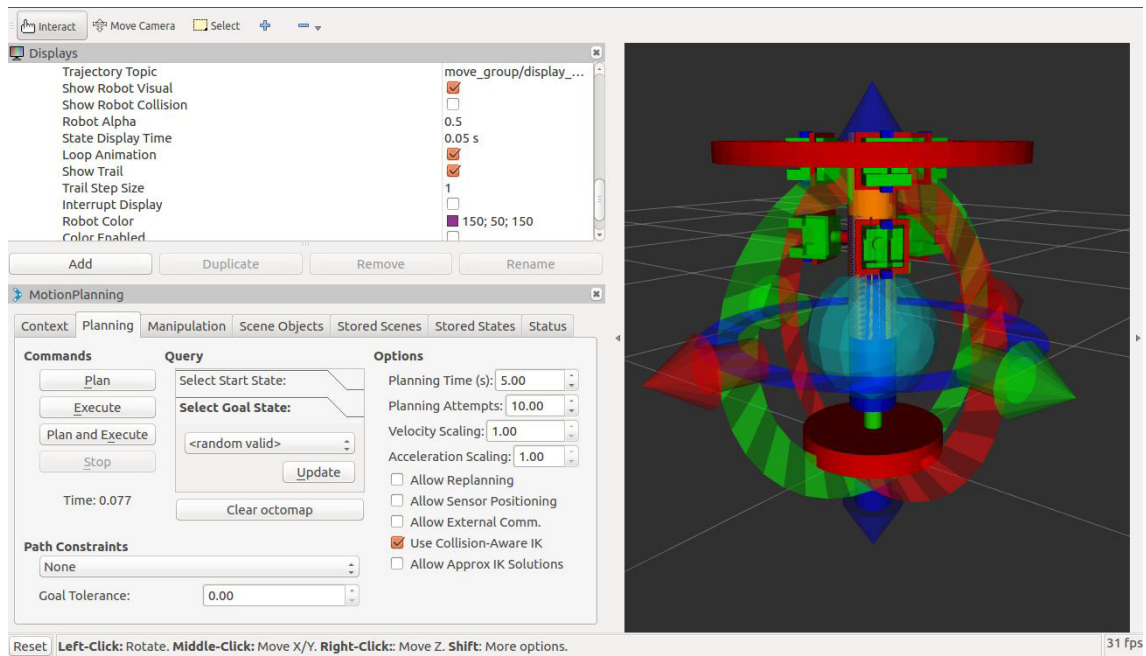 Interact Move Camera Select
Displays
Trajectory Topic move_group/display_...
Show Robot Visual
Show Robot Collision
Robot Alpha 0.5
State Display Time 0.05 s
Loop Animation
Show Trail
Trail Step Size 1
Interrupt Display
Robot Color 150; 50; 150
Color Enabled
Add Duplicate Remove Rename
MotionPlanning
Context Planning Manipulation Scene Objects Stored Scenes Stored States Status
Commands Query Options
Plan Select Start State: Planning Time (s): 5.00
Execute Select Goal State: Planning Attempts: 10.00
Plan and Execute <random valid> Velocity Scaling: 1.00
Stop Update Acceleration Scaling: 1.00
Allow Replanning
Time: 0.077 Clear octomap Allow Sensor Positioning
Allow External Comm.
Path Constraints Use Collision-Aware IK
None Allow Approx IK Solutions
Goal Tolerance: 0.00
Reset Left-Click: Rotate. Middle-Click: Move X/Y. Right-Click:: Move Z. Shift: More options. 31 fps